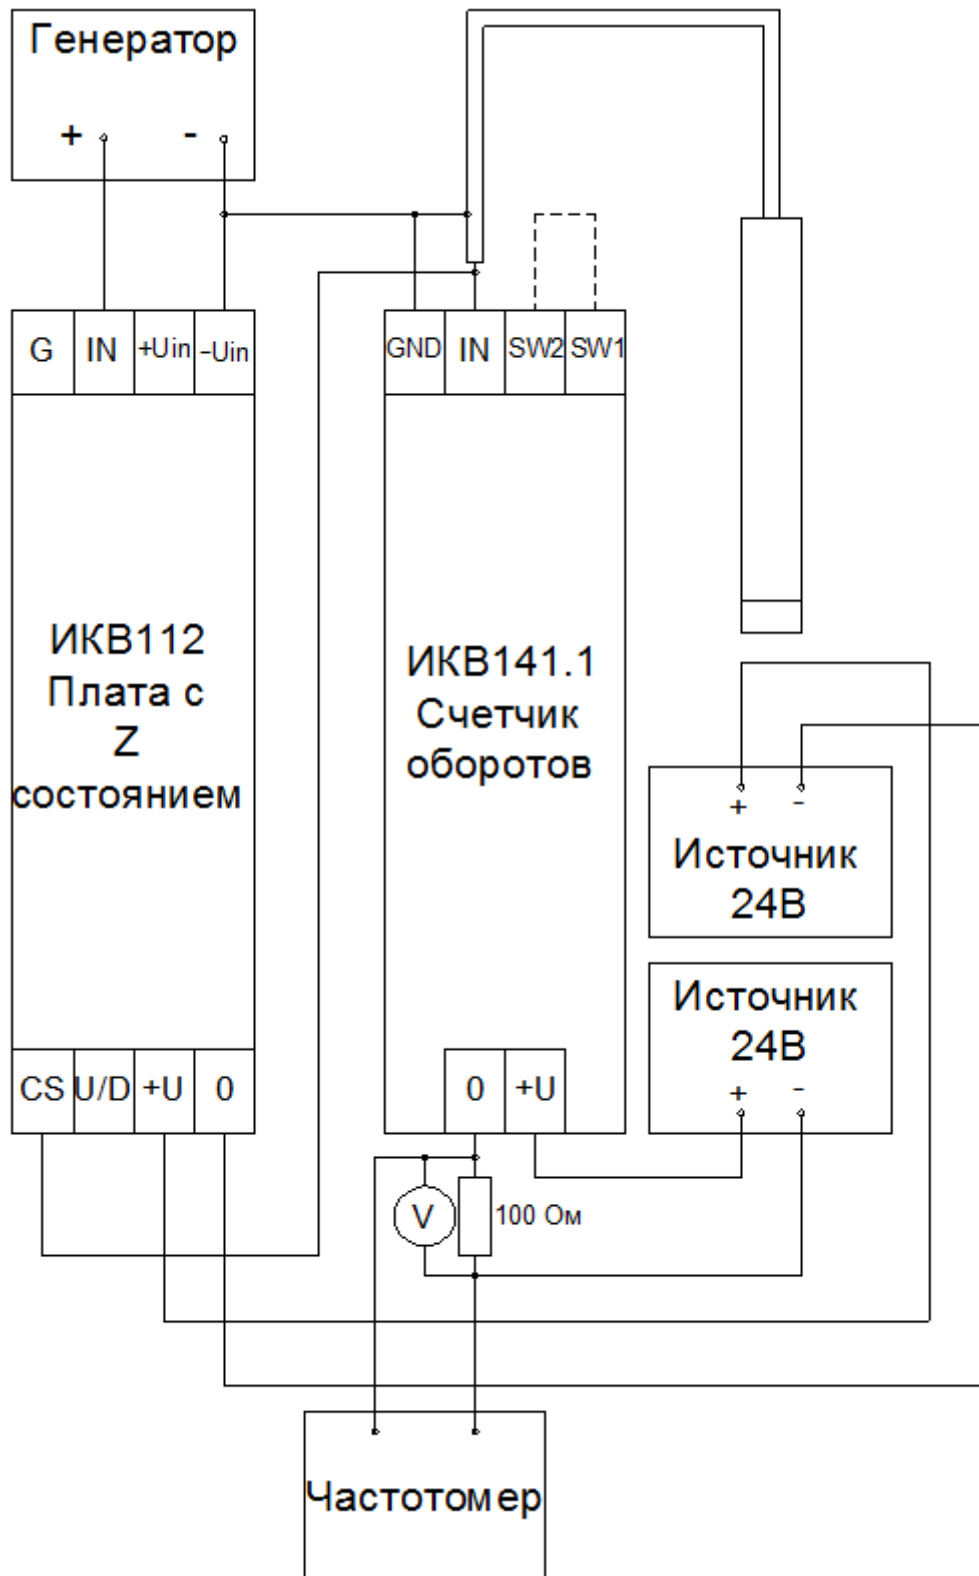 Генератор
+ -
G IN +Uin -Uin
GND IN SW2 SW1
ИКВ112
Плата с
Z
состоянием
ИКВ141.1
Счетчик
оборотов
+ -
Источник
24В
Источник
24В
+ -
CS U/D +U 0
0 +U
V
100 Ом
Частотомер